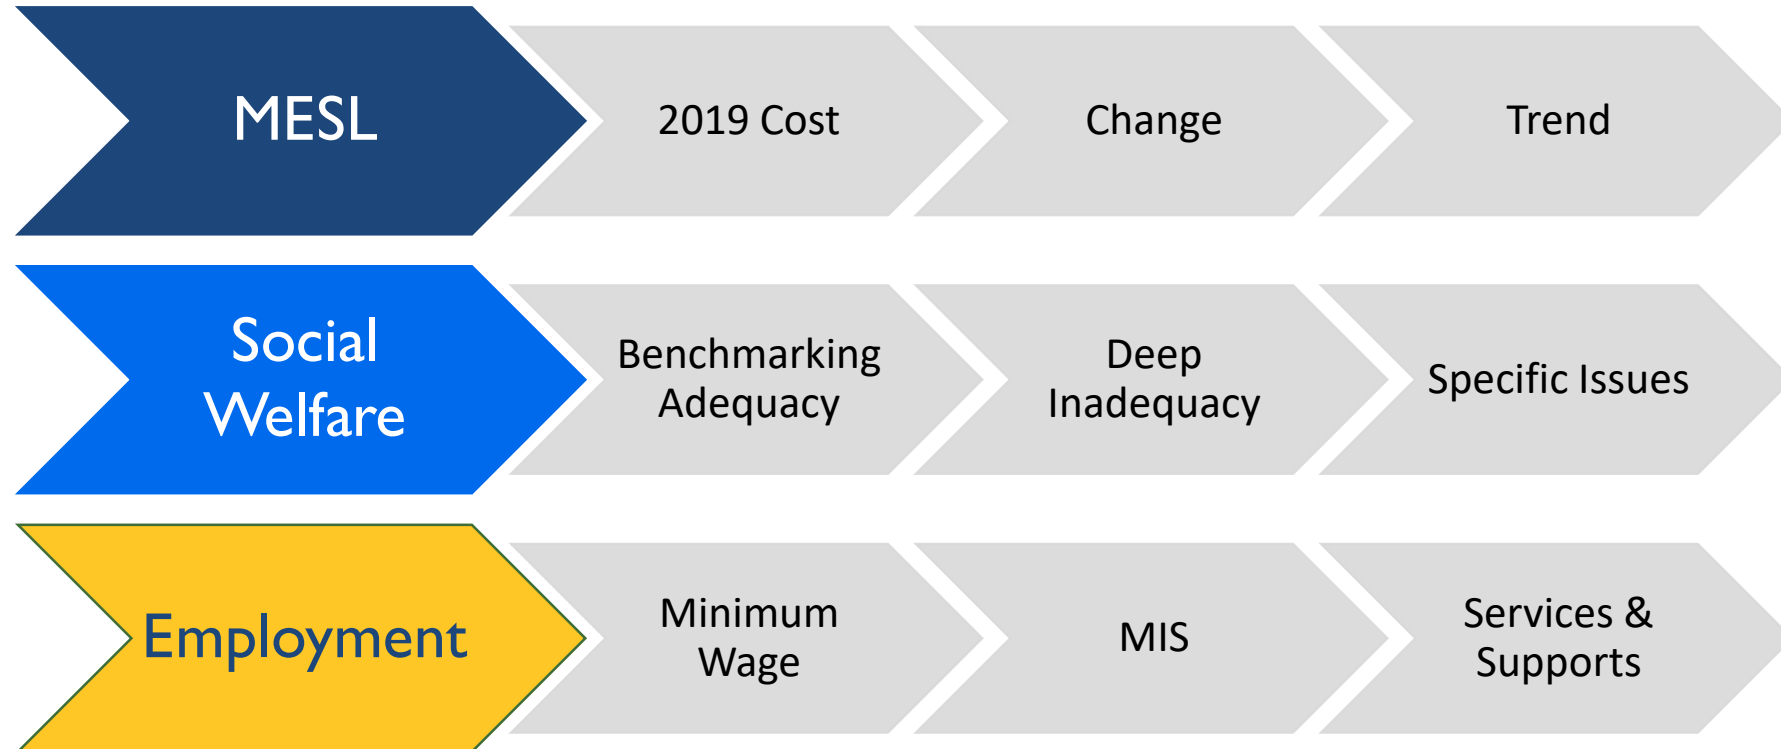 MESL
2019 Cost
Change
Trend
Social
Welfare
Benchmarking
Adequacy
Deep
Inadequacy
Specific Issues
Employment
Minimum
Wage
MIS
Services &
Supports